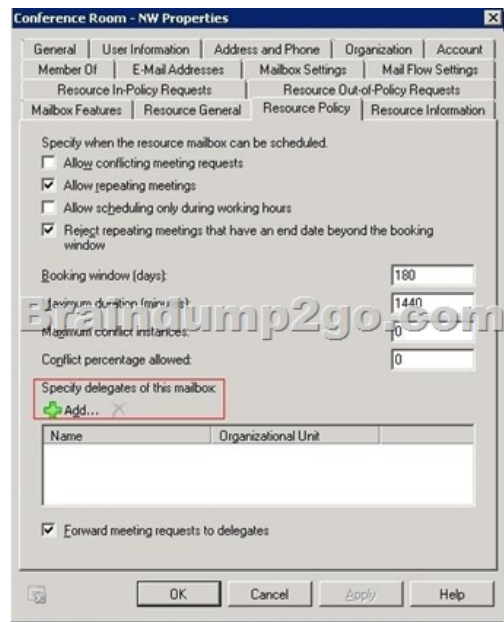 Conference Room - NW Properties
General User Information Address and Phone Organization Account
Member Of E-Mail Addresses Mailbox Settings Mail Flow Settings
Resource In-Policy Requests Resource Out-of-Policy Requests
Mailbox Features Resource General Resource Policy Resource Information
Specify when the resource mailbox can be scheduled.
Allow conflicting meeting requests
Allow repeating meetings
Allow scheduling only during working hours
Reject repeating meetings that have an end date beyond the booking
window
Booking window (days): 180
Maximum duration (minutes): 1440
Braindump2go.com
Maximum conflict instances: 0
Conflict percentage allowed: 0
Specify delegates of this mailbox:
Add...
Name Organizational Unit
Forward meeting requests to delegates
OK Cancel Apply Help